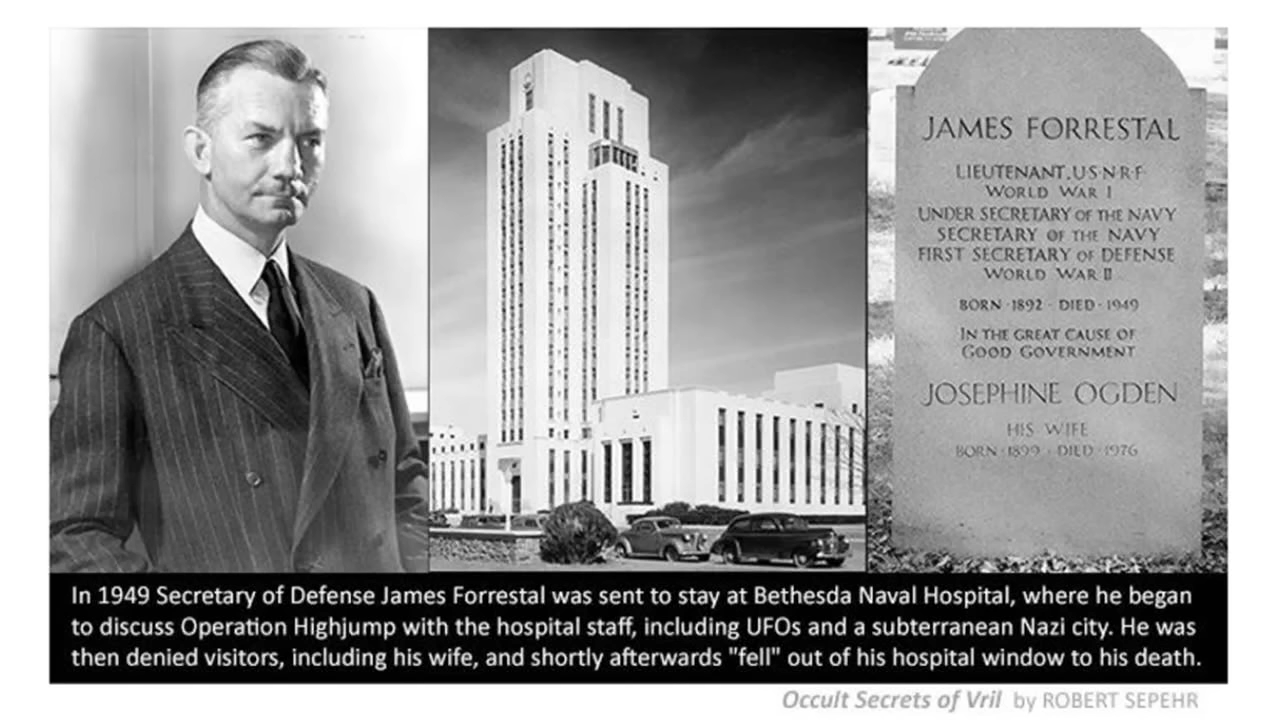 JAMES FORRESTAL
LIEUTENANT, U·S·N·R·F
WORLD WAR I
UNDER SECRETARY OF THE NAVY
SECRETARY OF THE NAVY
FIRST SECRETARY OF DEFENSE
WORLD WAR II
BORN · 1892 · DIED · 1949
IN THE GREAT CAUSE OF
GOOD GOVERNMENT
JOSEPHINE OGDEN
HIS WIFE
BORN · 1899 · DIED · 1976
In 1949 Secretary of Defense James Forrestal was sent to stay at Bethesda Naval Hospital, where he began
to discuss Operation Highjump with the hospital staff, including UFOs and a subterranean Nazi city. He was
then denied visitors, including his wife, and shortly afterwards "fell" out of his hospital window to his death.
Occult Secrets of Vril by ROBERT SEPEHR